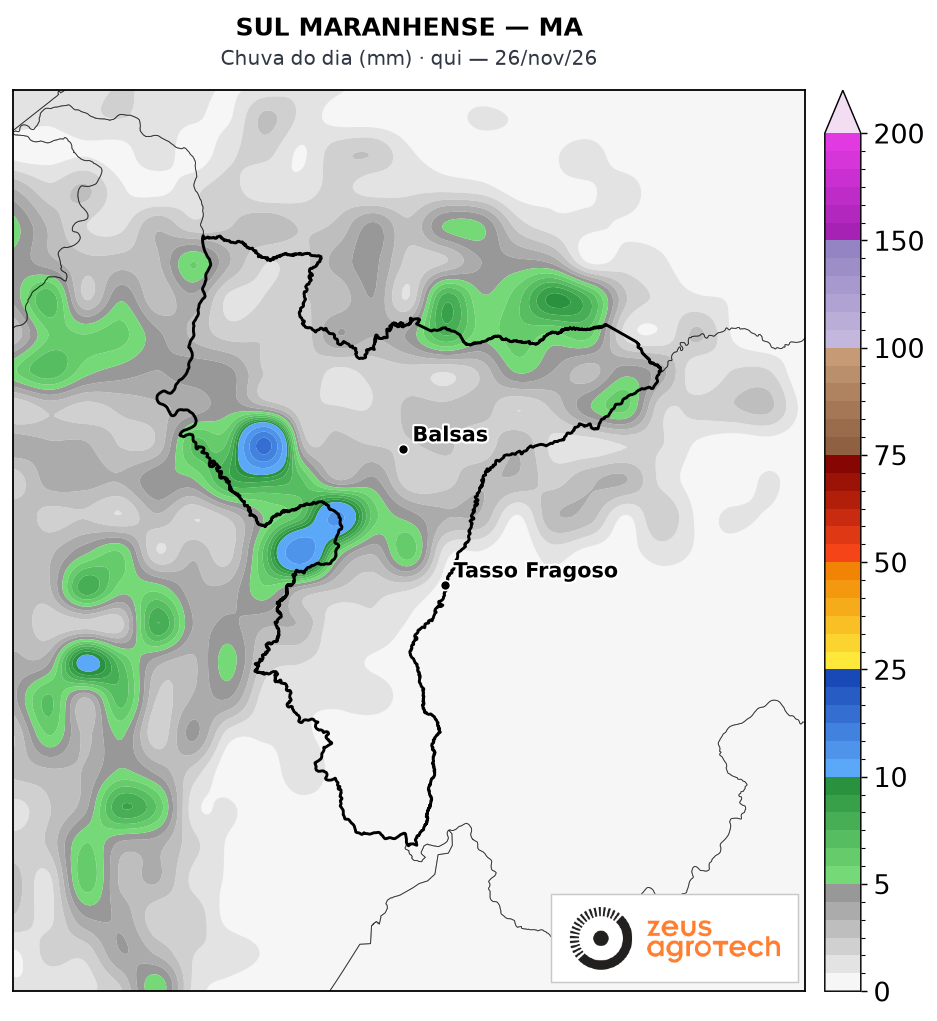 SUL MARANHENSE — MA
Chuva do dia (mm) · qui — 26/nov/26
200
150
100
75
50
25
10
5
0
Balsas
Tasso Fragoso
zeus
agrotech